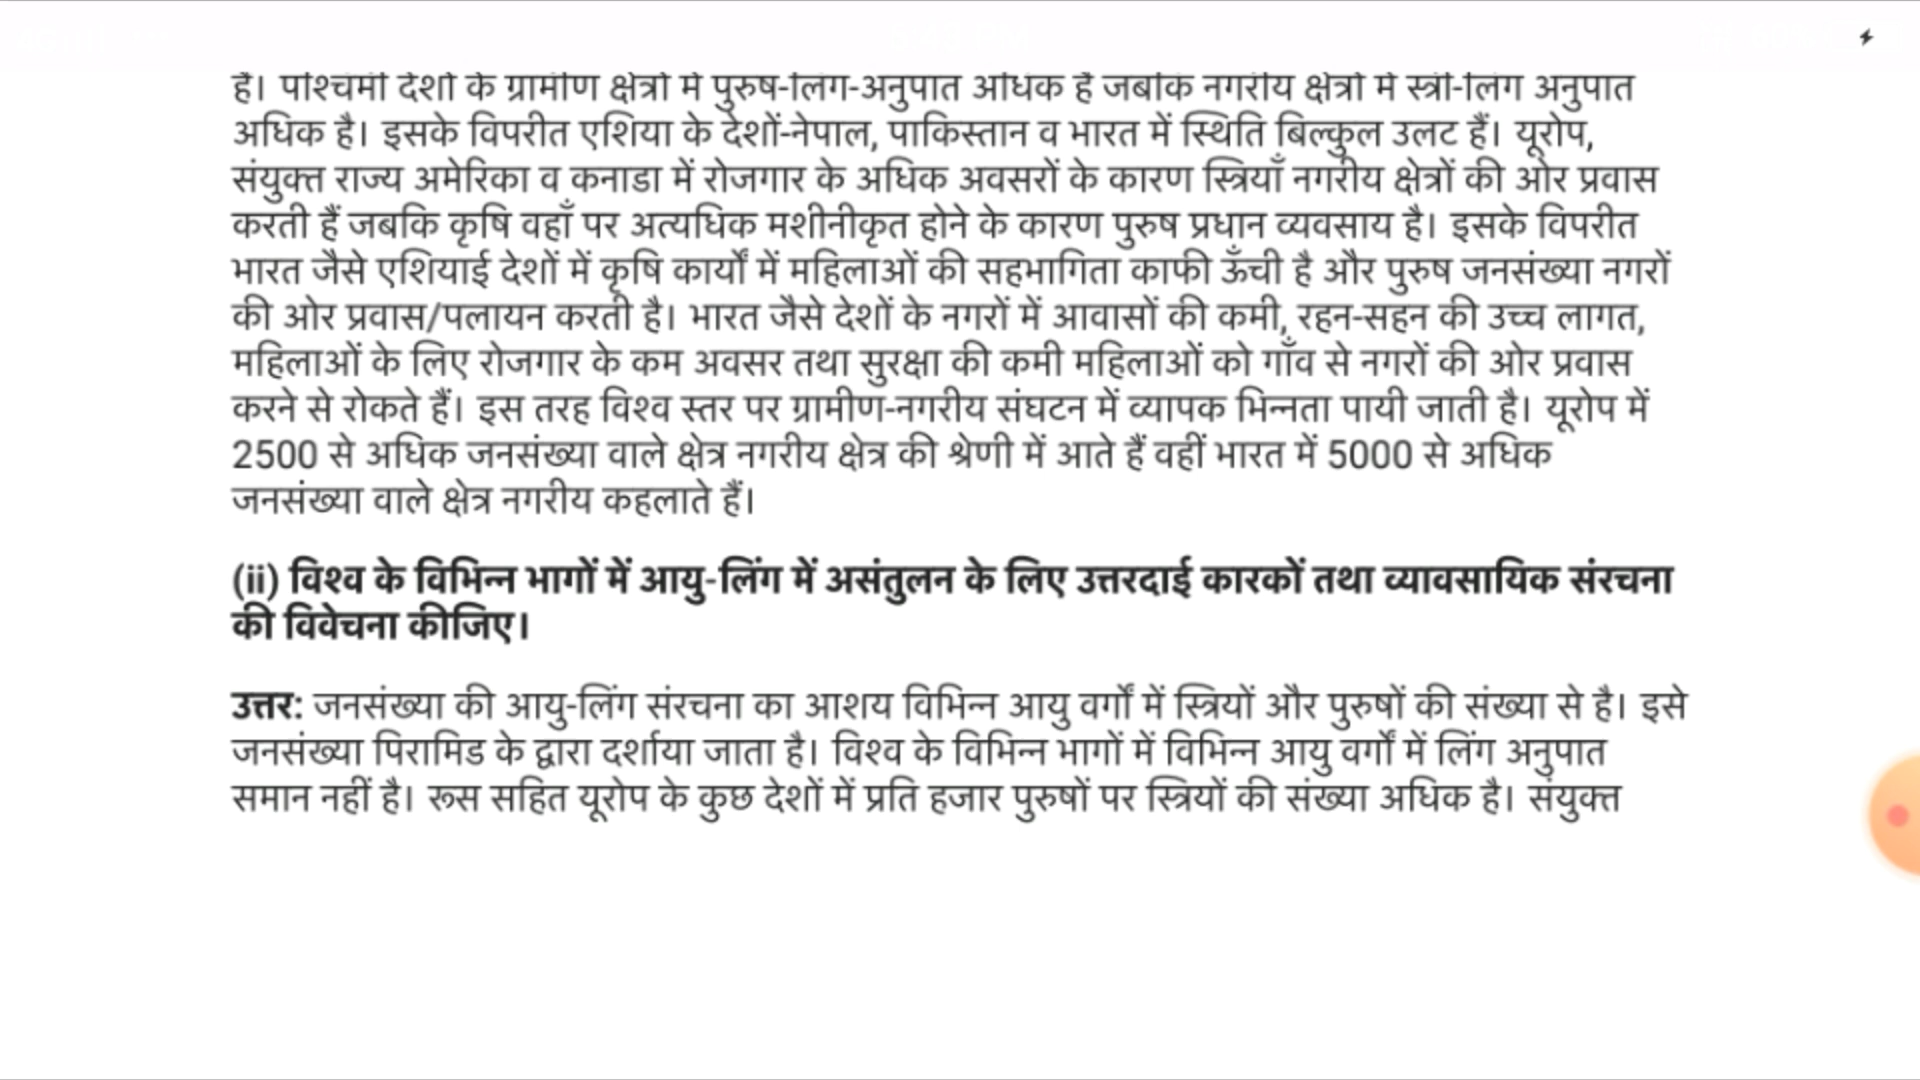 है। पश्चिमी देशों के ग्रामीण क्षेत्रों में पुरुष-लिंग-अनुपात अधिक है जबकि नगरीय क्षेत्रों में स्त्री-लिंग अनुपात
अधिक है। इसके विपरीत एशिया के देशों-नेपाल, पाकिस्तान व भारत में स्थिति बिल्कुल उलट हैं। यूरोप,
संयुक्त राज्य अमेरिका व कनाडा में रोजगार के अधिक अवसरों के कारण स्त्रियाँ नगरीय क्षेत्रों की ओर प्रवास
करती हैं जबकि कृषि वहाँ पर अत्यधिक मशीनीकृत होने के कारण पुरुष प्रधान व्यवसाय है। इसके विपरीत
भारत जैसे एशियाई देशों में कृषि कार्यों में महिलाओं की सहभागिता काफी ऊँची है और पुरुष जनसंख्या नगरों
की ओर प्रवास/पलायन करती है। भारत जैसे देशों के नगरों में आवासों की कमी, रहन-सहन की उच्च लागत,
महिलाओं के लिए रोजगार के कम अवसर तथा सुरक्षा की कमी महिलाओं को गाँव से नगरों की ओर प्रवास
करने से रोकते हैं। इस तरह विश्व स्तर पर ग्रामीण-नगरीय संघटन में व्यापक भिन्नता पायी जाती है। यूरोप में
2500 से अधिक जनसंख्या वाले क्षेत्र नगरीय क्षेत्र की श्रेणी में आते हैं वहीं भारत में 5000 से अधिक
जनसंख्या वाले क्षेत्र नगरीय कहलाते हैं।
(ii) विश्व के विभिन्न भागों में आयु-लिंग में असंतुलन के लिए उत्तरदाई कारकों तथा व्यावसायिक संरचना
की विवेचना कीजिए।
उत्तर: जनसंख्या की आयु-लिंग संरचना का आशय विभिन्न आयु वर्गों में स्त्रियों और पुरुषों की संख्या से है। इसे
जनसंख्या पिरामिड के द्वारा दर्शाया जाता है। विश्व के विभिन्न भागों में विभिन्न आयु वर्गों में लिंग अनुपात
समान नहीं है। रूस सहित यूरोप के कुछ देशों में प्रति हजार पुरुषों पर स्त्रियों की संख्या अधिक है। संयुक्त